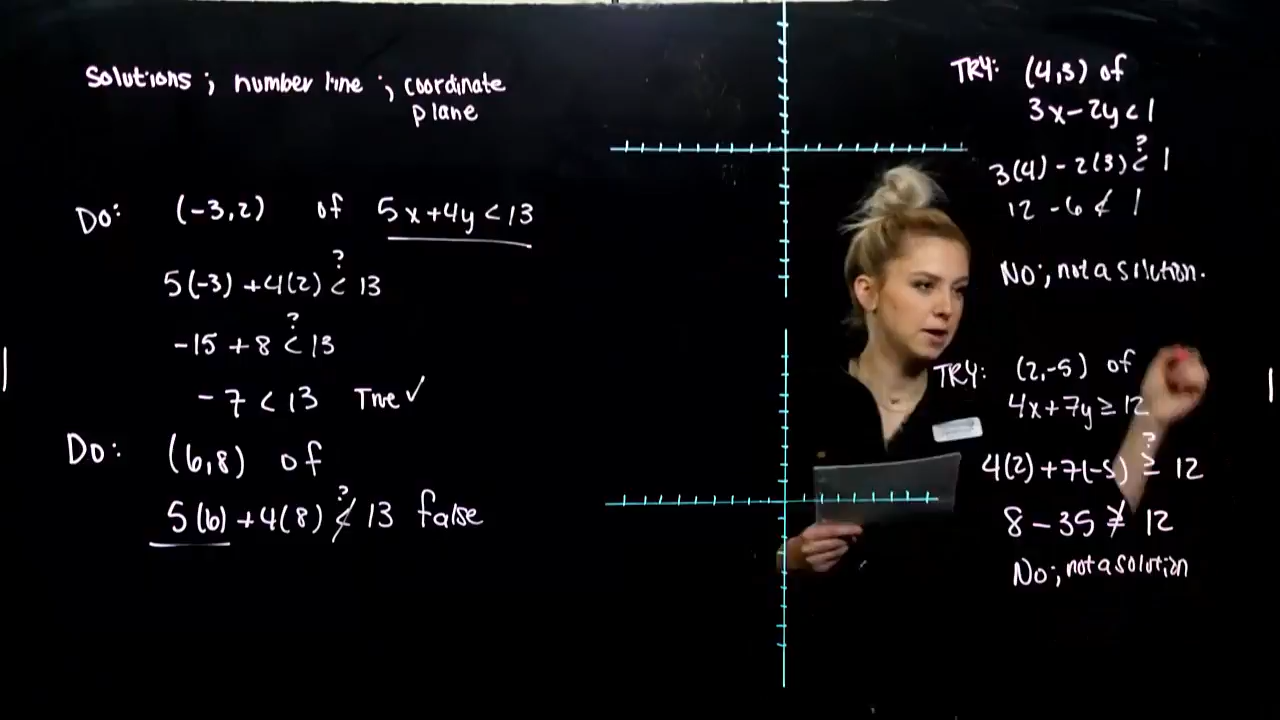 Solutions ; number line ; coordinate
plane
Do: (-3,2) of 5x+4y < 13
5(-3) + 4(2) ?< 13
-15 + 8 ?< 13
-7 < 13 True ✓
Do: (6,8) of
5(6) + 4(8) ?≮ 13 false
TRY: (4,3) of
3x-2y < 1
3(4) - 2(3) ?< 1
12 - 6 ≮ 1
No; not a solution.
TRY: (2,-5) of
4x+7y ≥ 12
4(2) + 7(-5) ?≥ 12
8 - 35 ≱ 12
No; not a solution